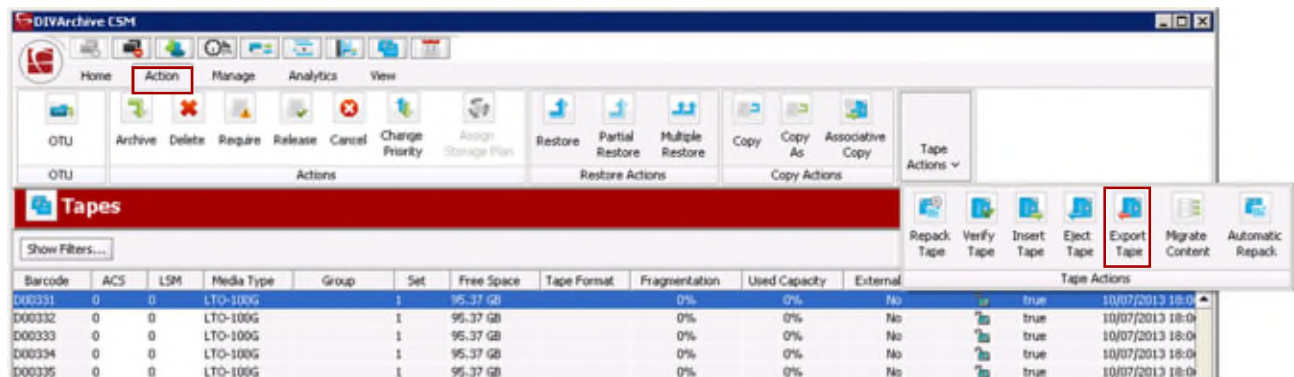 DIVArchive CSM
Home Action Manage Analytics View
OTU Archive Delete Require Release Cancel Change Priority Assign Storage Plan Restore Partial Restore Multiple Restore Copy Copy As Associative Copy Tape Actions
OTU Actions Restore Actions Copy Actions
Tapes
Repack Tape Verify Tape Insert Tape Eject Tape Export Tape Migrate Content Automatic Repack
Show Filters...
Tape Actions
Barcode ACS LSM Media Type Group Set Free Space Tape Format Fragmentation Used Capacity External
D00331 0 0 LTO-100G 1 95.37 GB 0% 0% No true 10/07/2013 18:0
D00332 0 0 LTO-100G 1 95.37 GB 0% 0% No true 10/07/2013 18:0
D00333 0 0 LTO-100G 1 95.37 GB 0% 0% No true 10/07/2013 18:0
D00334 0 0 LTO-100G 1 95.37 GB 0% 0% No true 10/07/2013 18:0
D00335 0 0 LTO-100G 1 95.37 GB 0% 0% No true 10/07/2013 18:0